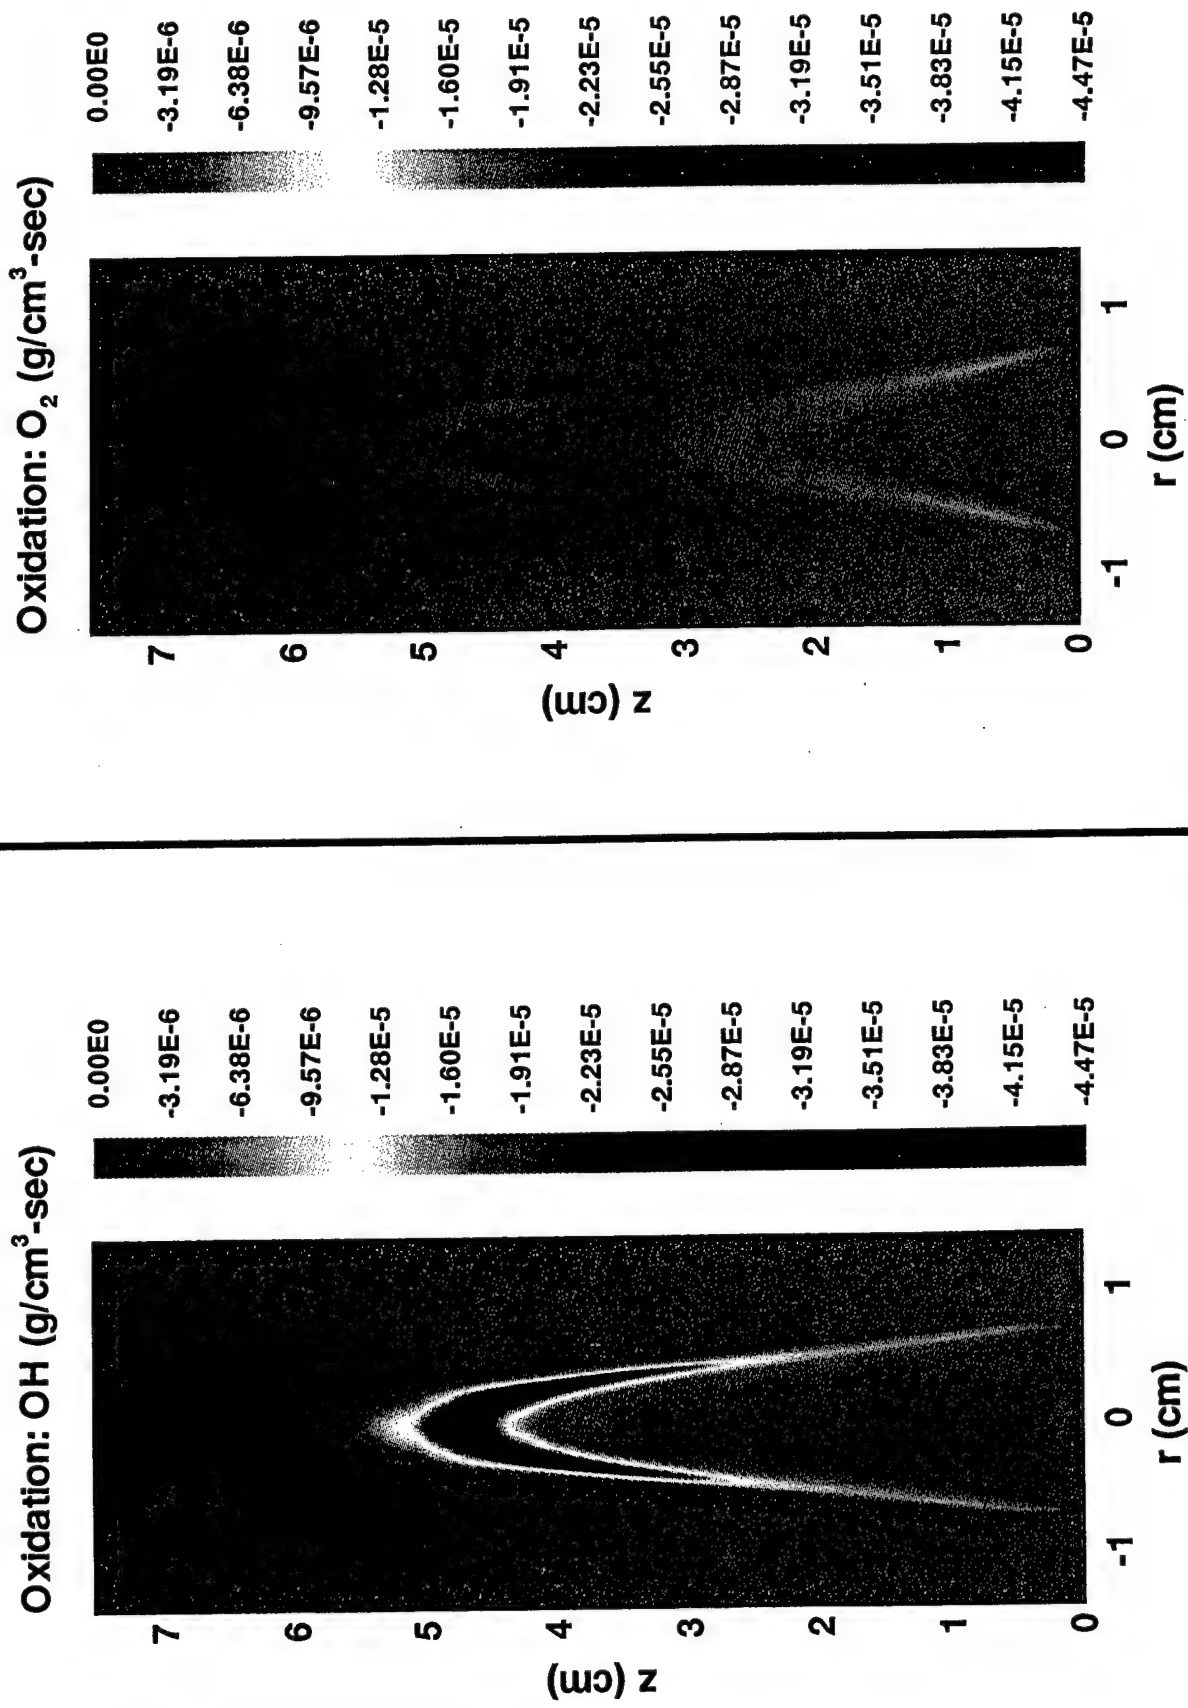 Oxidation: OH (g/cm³-sec)
0.00E0
-3.19E-6
-6.38E-6
-9.57E-6
-1.28E-5
-1.60E-5
-1.91E-5
-2.23E-5
-2.55E-5
-2.87E-5
-3.19E-5
-3.51E-5
-3.83E-5
-4.15E-5
-4.47E-5
7
6
5
4
3
2
1
0
z (cm)
-1 0 1
r (cm)
Oxidation: O₂ (g/cm³-sec)
0.00E0
-3.19E-6
-6.38E-6
-9.57E-6
-1.28E-5
-1.60E-5
-1.91E-5
-2.23E-5
-2.55E-5
-2.87E-5
-3.19E-5
-3.51E-5
-3.83E-5
-4.15E-5
-4.47E-5
7
6
5
4
3
2
1
0
z (cm)
-1 0 1
r (cm)